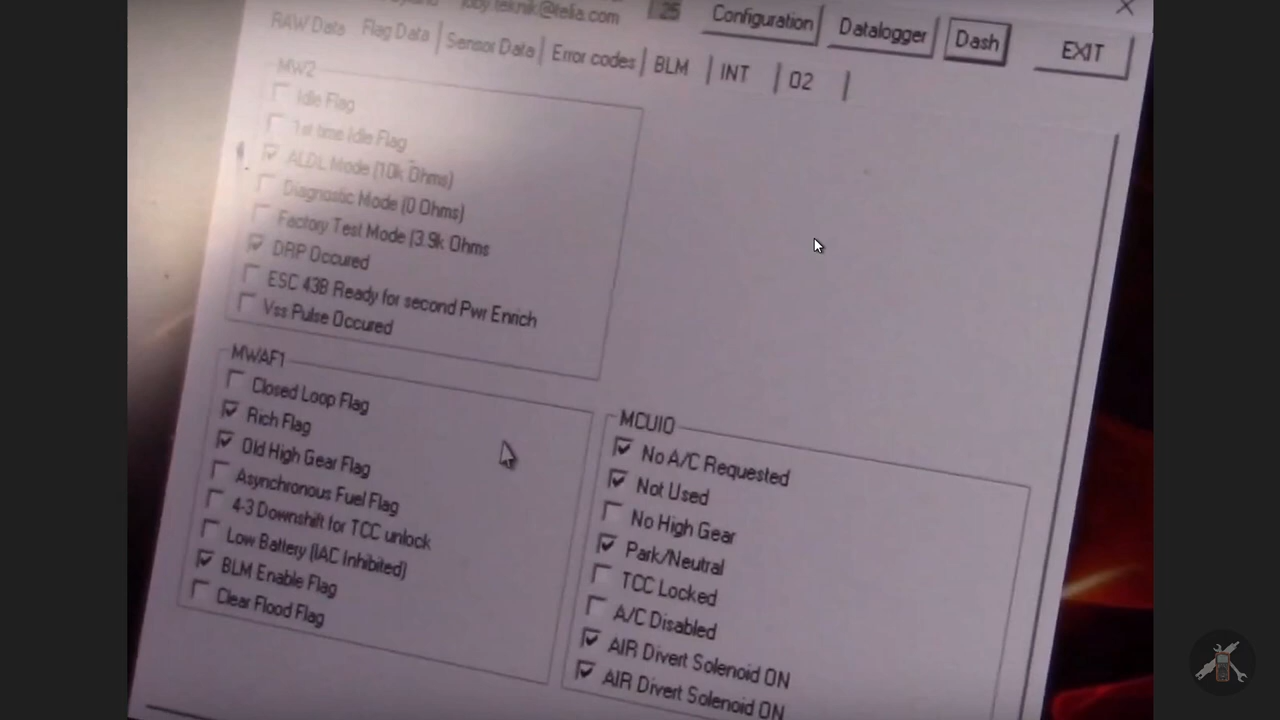 teknik@telia.com 25 Configuration Datalogger Dash EXIT
RAW Data Flag Data Sensor Data Error codes BLM INT O2
MW2
Idle Flag
1st time Idle Flag
ALDL Mode (10k Ohms)
Diagnostic Mode (0 Ohms)
Factory Test Mode (3.9k Ohms
DRP Occured
ESC 43B Ready for second Pwr Enrich
Vss Pulse Occured
MWAF1
Closed Loop Flag
Rich Flag
Old High Gear Flag
Asynchronous Fuel Flag
4-3 Downshift for TCC unlock
Low Battery (IAC Inhibited)
BLM Enable Flag
Clear Flood Flag
MCUIO
No A/C Requested
Not Used
No High Gear
Park/Neutral
TCC Locked
A/C Disabled
AIR Divert Solenoid ON
AIR Divert Solenoid ON